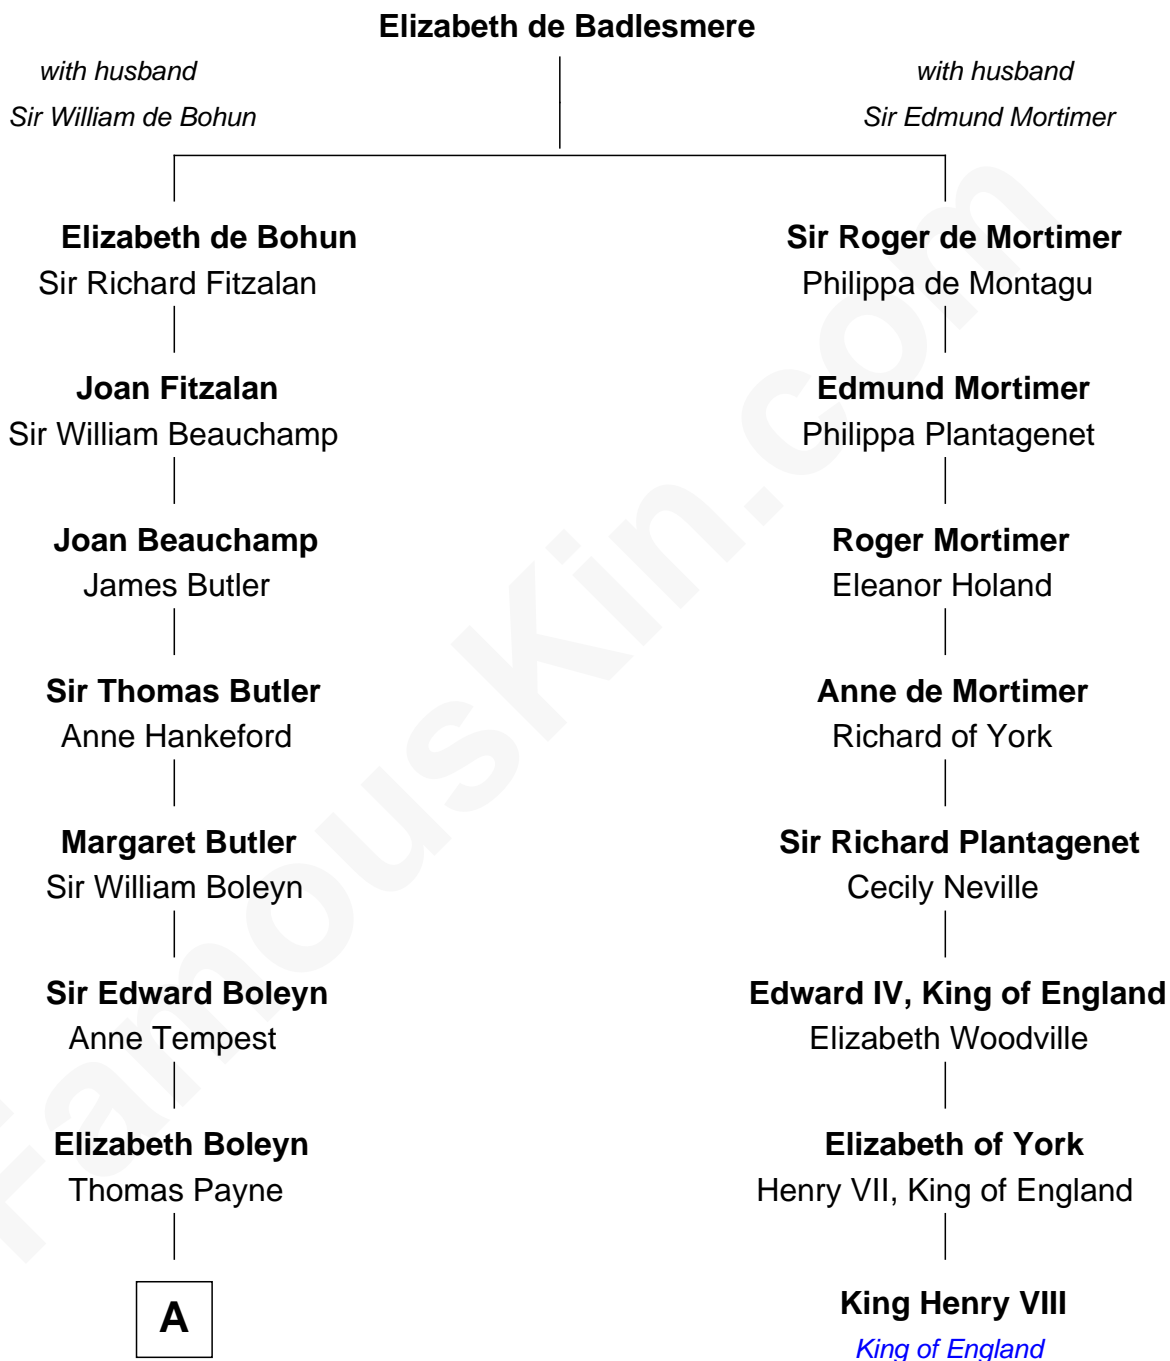 Elizabeth de Badlesmere
with husband
Sir William de Bohun
with husband
Sir Edmund Mortimer
Elizabeth de Bohun
Sir Richard Fitzalan
Sir Roger de Mortimer
Philippa de Montagu
Joan Fitzalan
Sir William Beauchamp
Edmund Mortimer
Philippa Plantagenet
Joan Beauchamp
James Butler
Roger Mortimer
Eleanor Holand
Sir Thomas Butler
Anne Hankeford
Anne de Mortimer
Richard of York
Margaret Butler
Sir William Boleyn
Sir Richard Plantagenet
Cecily Neville
Sir Edward Boleyn
Anne Tempest
Edward IV, King of England
Elizabeth Woodville
Elizabeth Boleyn
Thomas Payne
Elizabeth of York
Henry VII, King of England
A
King Henry VIII
King of England
FamousKin.com